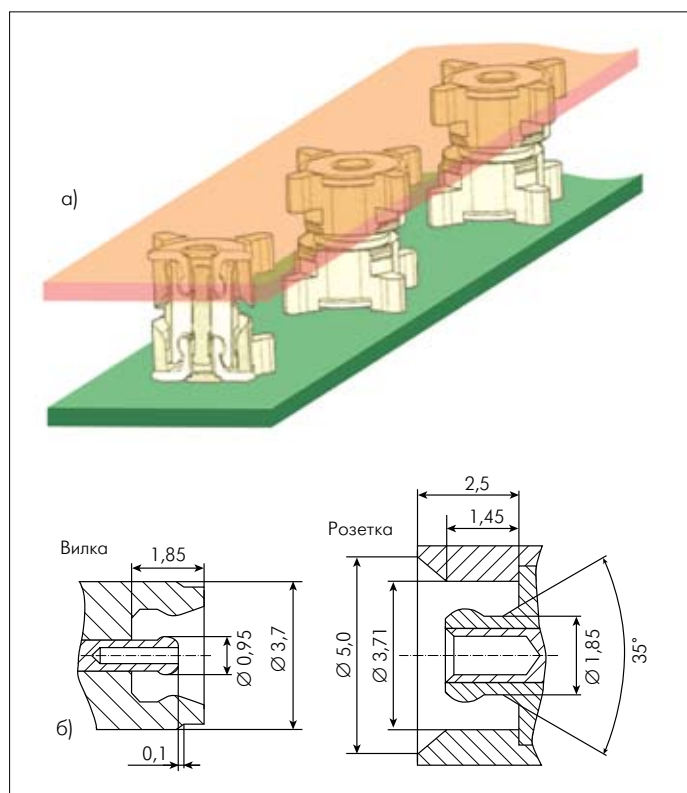 а)
2,5
1,45
Розетка
Вилка
1,85
Ø 0,95
Ø 3,7
Ø 5,0
Ø 3,71
Ø 1,85
35°
б)
0,1